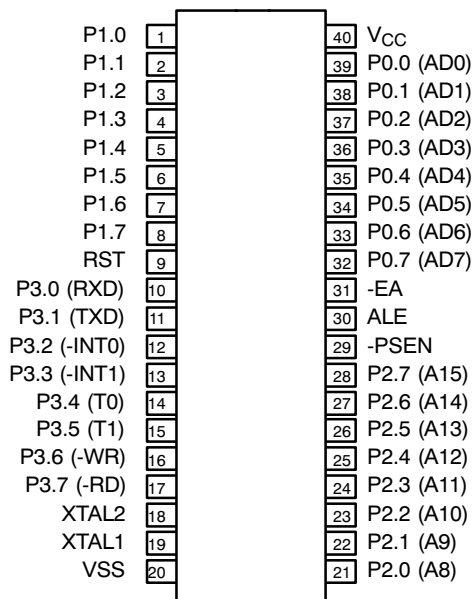 P1.0 1 40 VCC
P1.1 2 39 P0.0 (AD0)
P1.2 3 38 P0.1 (AD1)
P1.3 4 37 P0.2 (AD2)
P1.4 5 36 P0.3 (AD3)
P1.5 6 35 P0.4 (AD4)
P1.6 7 34 P0.5 (AD5)
P1.7 8 33 P0.6 (AD6)
RST 9 32 P0.7 (AD7)
P3.0 (RXD) 10 31 -EA
P3.1 (TXD) 11 30 ALE
P3.2 (-INT0) 12 29 -PSEN
P3.3 (-INT1) 13 28 P2.7 (A15)
P3.4 (T0) 14 27 P2.6 (A14)
P3.5 (T1) 15 26 P2.5 (A13)
P3.6 (-WR) 16 25 P2.4 (A12)
P3.7 (-RD) 17 24 P2.3 (A11)
XTAL2 18 23 P2.2 (A10)
XTAL1 19 22 P2.1 (A9)
VSS 20 21 P2.0 (A8)